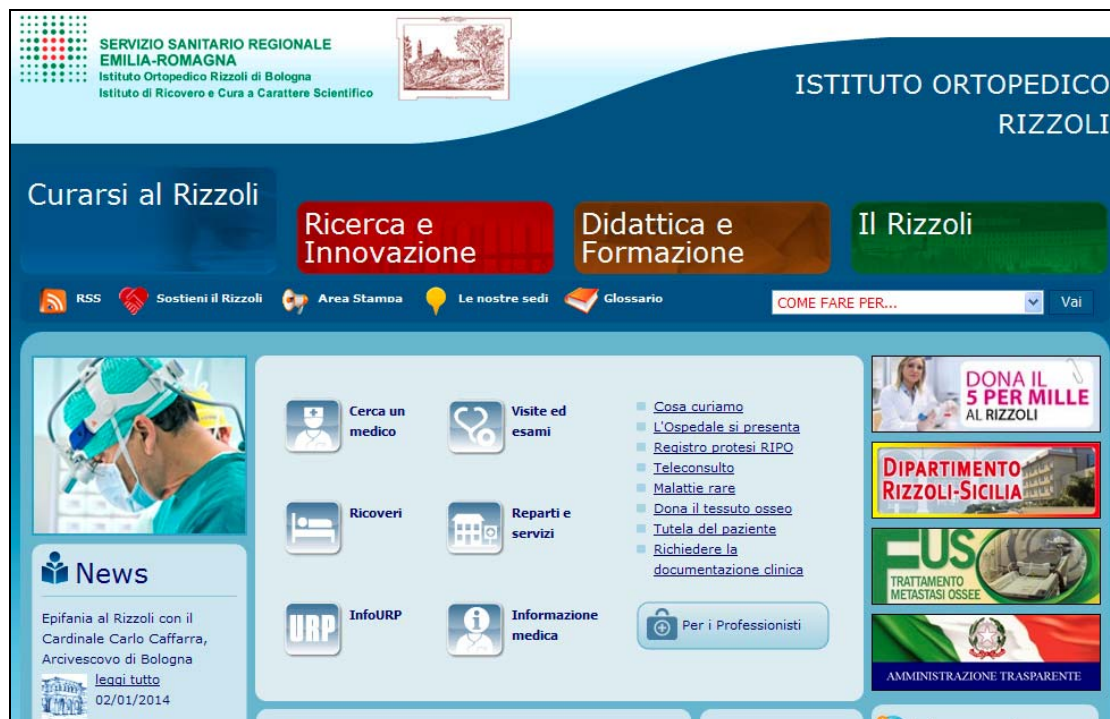 SERVIZIO SANITARIO REGIONALE
EMILIA-ROMAGNA
Istituto Ortopedico Rizzoli di Bologna
Istituto di Ricovero e Cura a Carattere Scientifico
ISTITUTO ORTOPEDICO
RIZZOLI
Curarsi al Rizzoli
Ricerca e
Innovazione
Didattica e
Formazione
Il Rizzoli
RSS
Sostieni il Rizzoli
Area Stampa
Le nostre sedi
Glossario
COME FARE PER...
Vai
Cerca un
medico
Visite ed
esami
Ricoveri
Reparti e
servizi
URP
InfoURP
Informazione
medica
Cosa curiamo
L'Ospedale si presenta
Registro protesi RIPO
Teleconsulto
Malattie rare
Dona il tessuto osseo
Tutela del paziente
Richiedere la
documentazione clinica
Per i Professionisti
DONA IL
5 PER MILLE
AL RIZZOLI
DIPARTIMENTO
RIZZOLI-SICILIA
FUS
TRATTAMENTO
METASTASI OSSEE
AMMINISTRAZIONE TRASPARENTE
News
Epifania al Rizzoli con il
Cardinale Carlo Caffarra,
Arcivescovo di Bologna
leggi tutto
02/01/2014